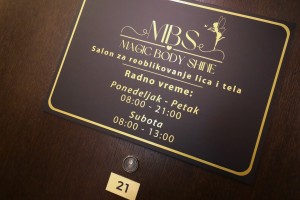 MBS
MAGIC BODY SHINE
Salon za reoblikovanje lica i tela
Radno vreme:
Ponedeljak - Petak
08:00 - 21:00
Subota
08:00 - 13:00
21